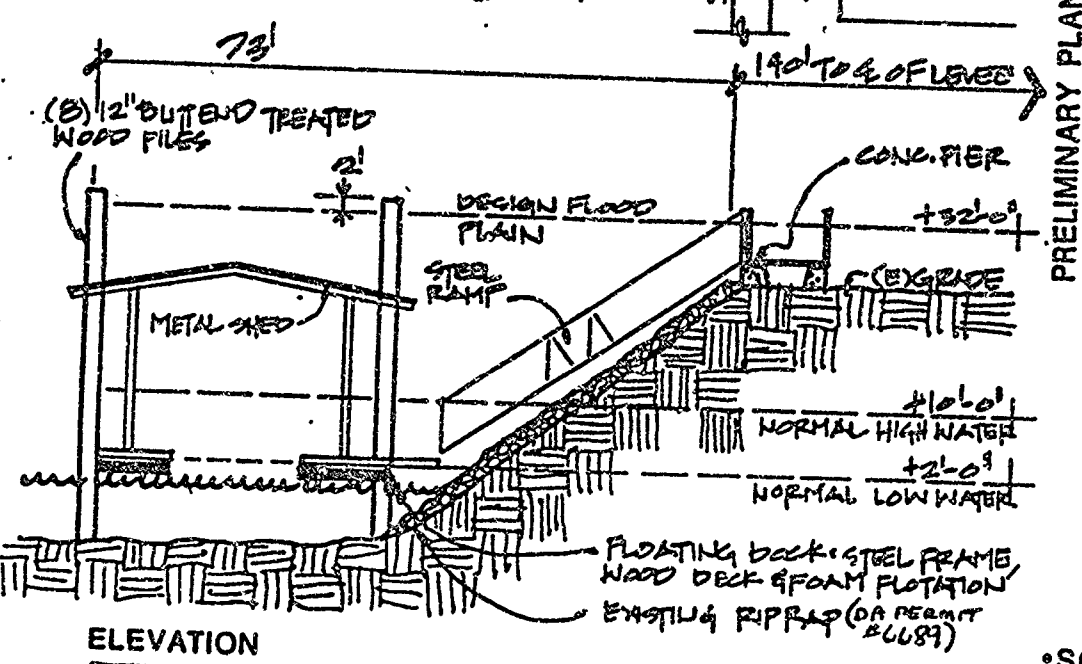 73'
140' TO ℄ OF LEVEE
(8) 12" BUTT END TREATED
WOOD PILES
2'
CONC. PIER
DESIGN FLOOD
PLAIN
+32'-0"
STEEL
RAMP
(E) GRADE
METAL SHED
+10'-0"
NORMAL HIGH WATER
+2'-0"
NORMAL LOW WATER
FLOATING DOCK: STEEL FRAME,
WOOD DECK & FOAM FLOTATION
EXISTING RIPRAP (DA PERMIT
#6689)
ELEVATION
PRELIMINARY PLAN